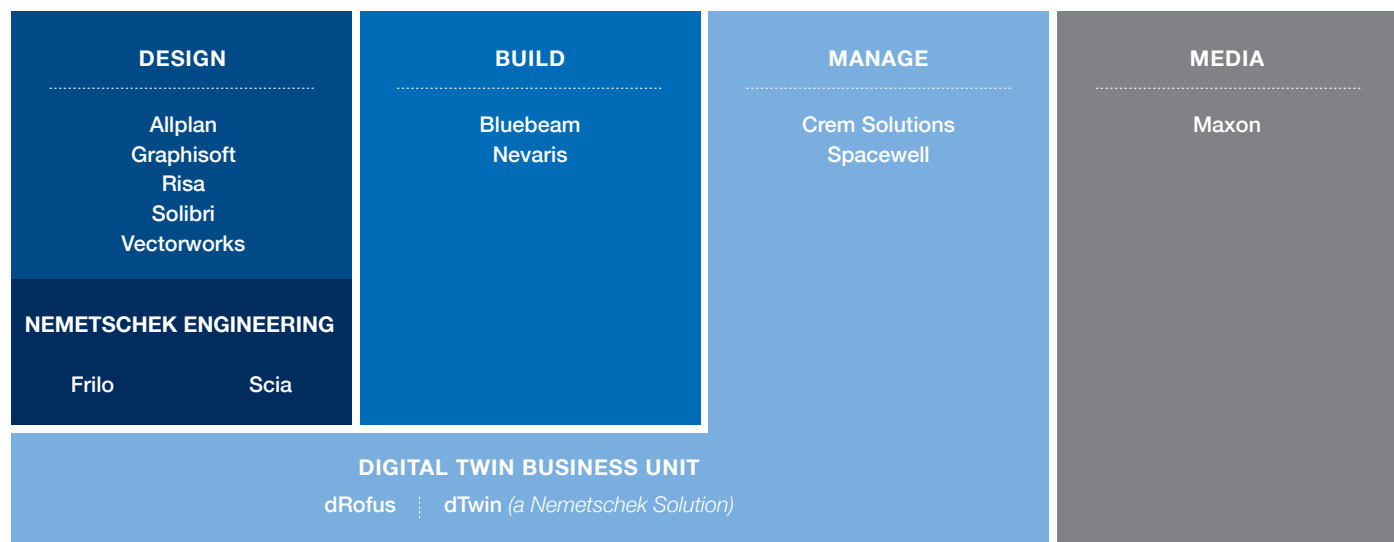 DESIGN
Allplan
Graphisoft
Risa
Solibri
Vectorworks
NEMETSCHEK ENGINEERING
Frilo Scia
BUILD
Bluebeam
Nevaris
MANAGE
Crem Solutions
Spacewell
MEDIA
Maxon
DIGITAL TWIN BUSINESS UNIT
dRofus dTwin (a Nemetschek Solution)